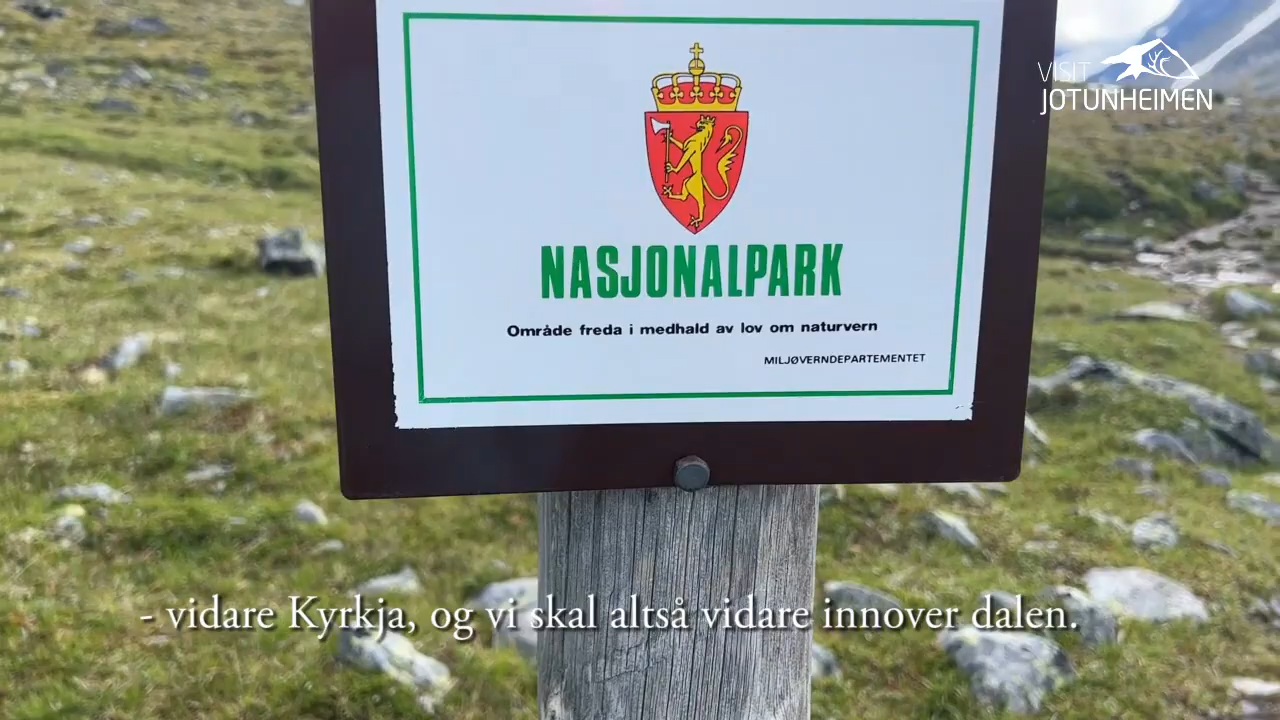 VISIT
JOTUNHEIMEN
NASJONALPARK
Område freda i medhald av lov om naturvern
MILJØVERNDEPARTEMENTET
- vidare Kyrkja, og vi skal altså vidare innover dalen.